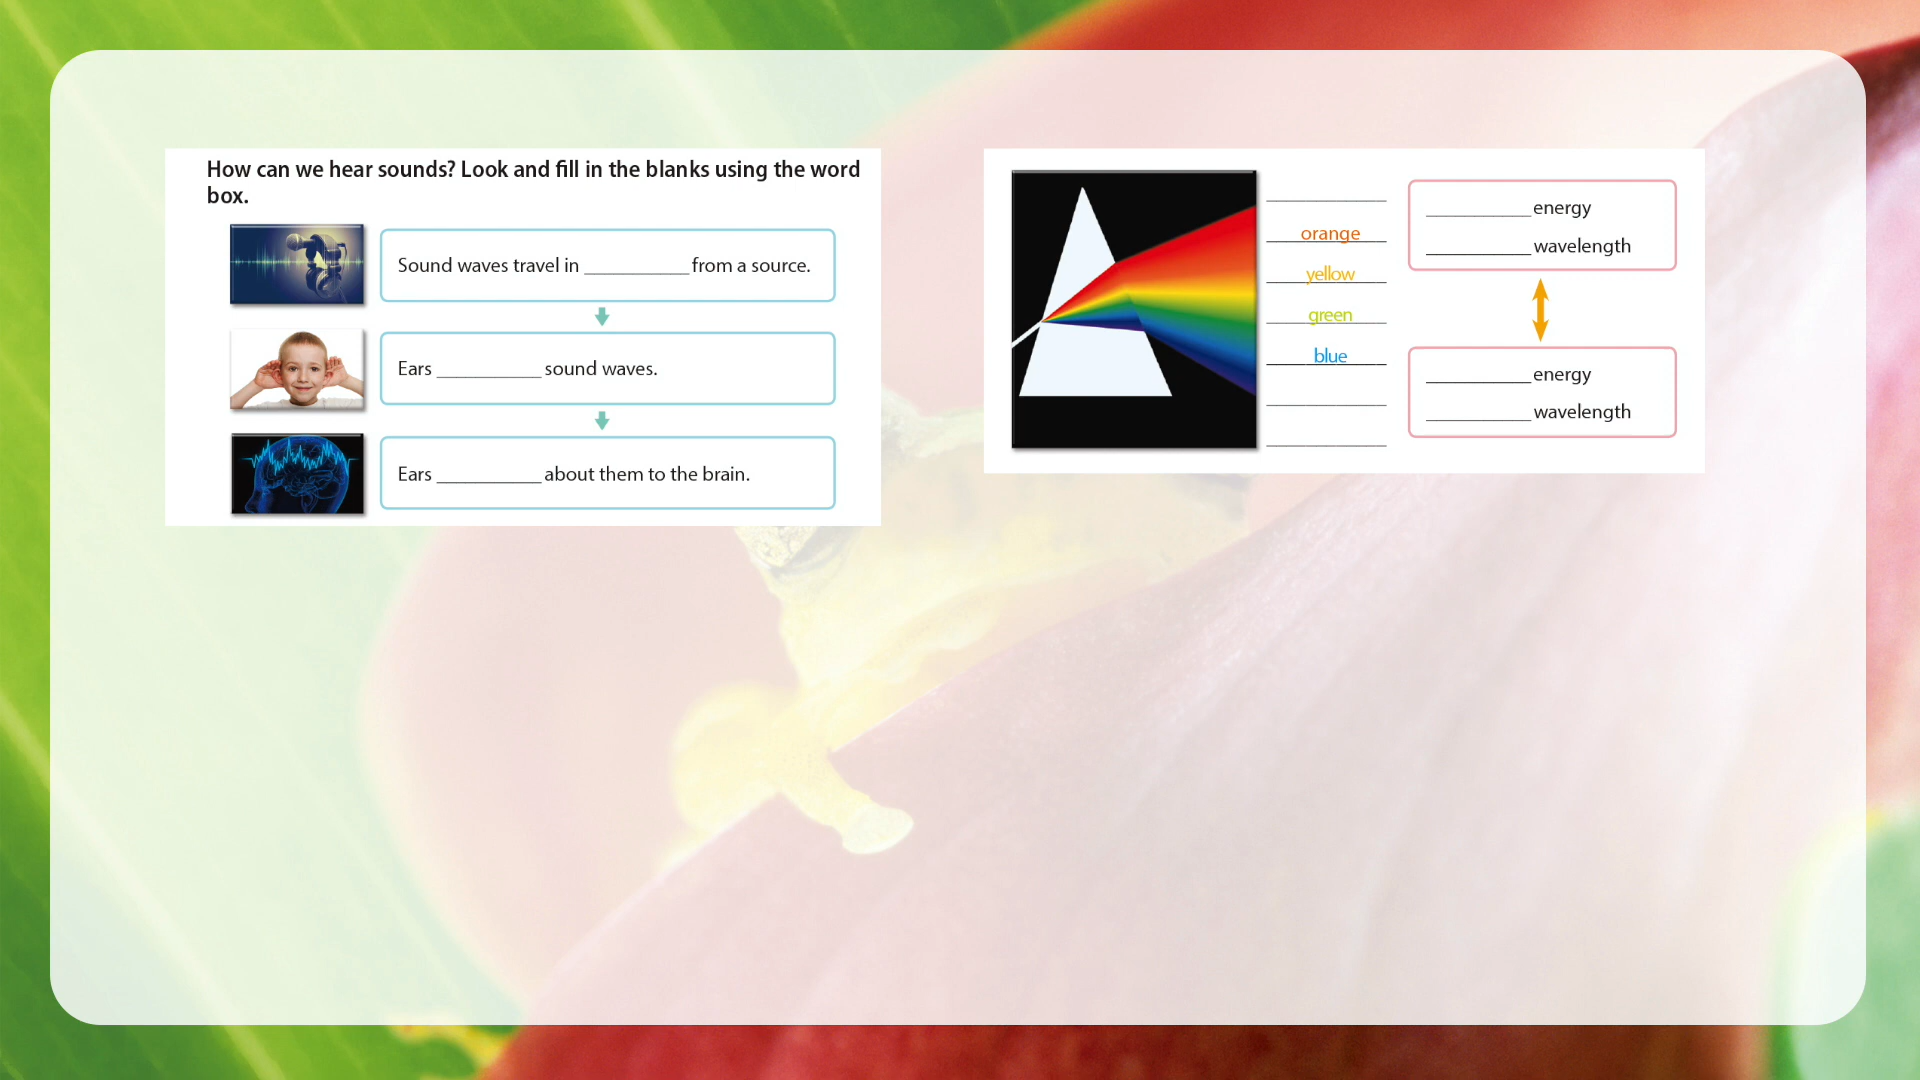 How can we hear sounds? Look and fill in the blanks using the word
box.
Sound waves travel in __________ from a source.
Ears __________ sound waves.
Ears __________ about them to the brain.
orange
yellow
green
blue
__________ energy
__________ wavelength
__________ energy
__________ wavelength